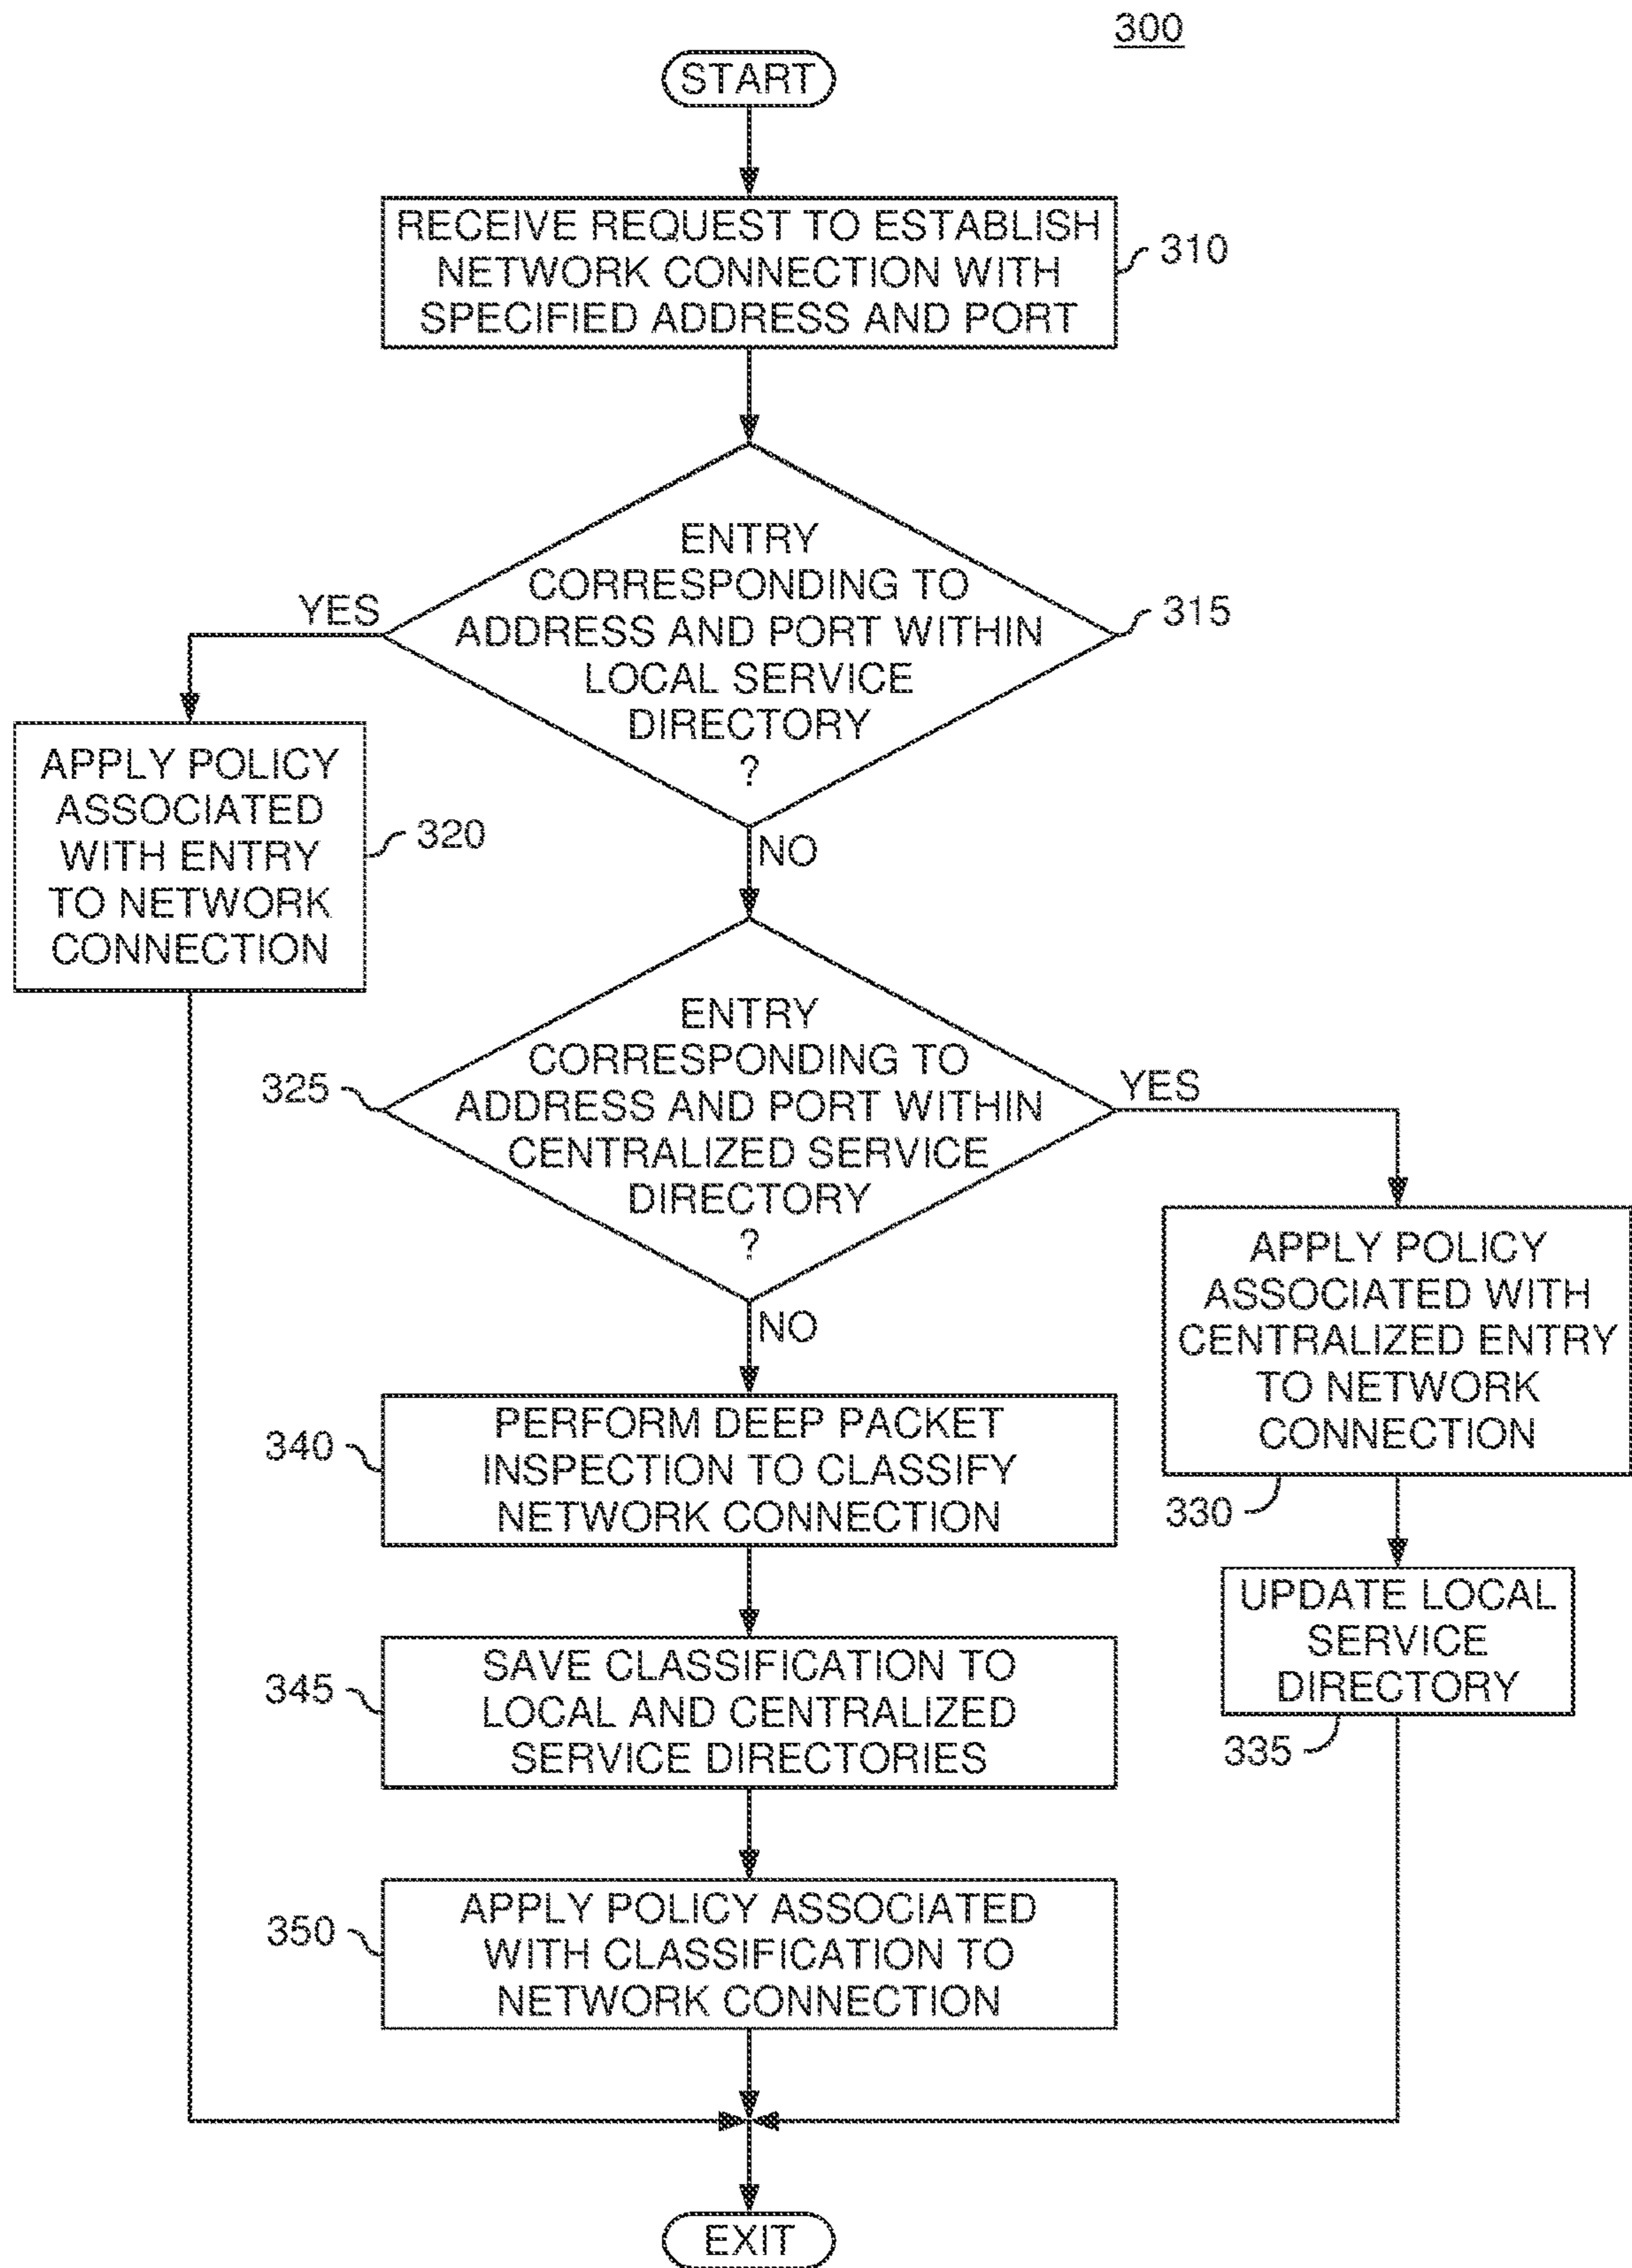 300
START
RECEIVE REQUEST TO ESTABLISH
NETWORK CONNECTION WITH
SPECIFIED ADDRESS AND PORT
310
ENTRY
CORRESPONDING TO
ADDRESS AND PORT WITHIN
LOCAL SERVICE
DIRECTORY
?
315
YES
NO
APPLY POLICY
ASSOCIATED
WITH ENTRY
TO NETWORK
CONNECTION
320
ENTRY
CORRESPONDING TO
ADDRESS AND PORT WITHIN
CENTRALIZED SERVICE
DIRECTORY
?
325
YES
NO
APPLY POLICY
ASSOCIATED WITH
CENTRALIZED ENTRY
TO NETWORK
CONNECTION
330
UPDATE LOCAL
SERVICE
DIRECTORY
335
PERFORM DEEP PACKET
INSPECTION TO CLASSIFY
NETWORK CONNECTION
340
SAVE CLASSIFICATION TO
LOCAL AND CENTRALIZED
SERVICE DIRECTORIES
345
APPLY POLICY ASSOCIATED
WITH CLASSIFICATION TO
NETWORK CONNECTION
350
EXIT